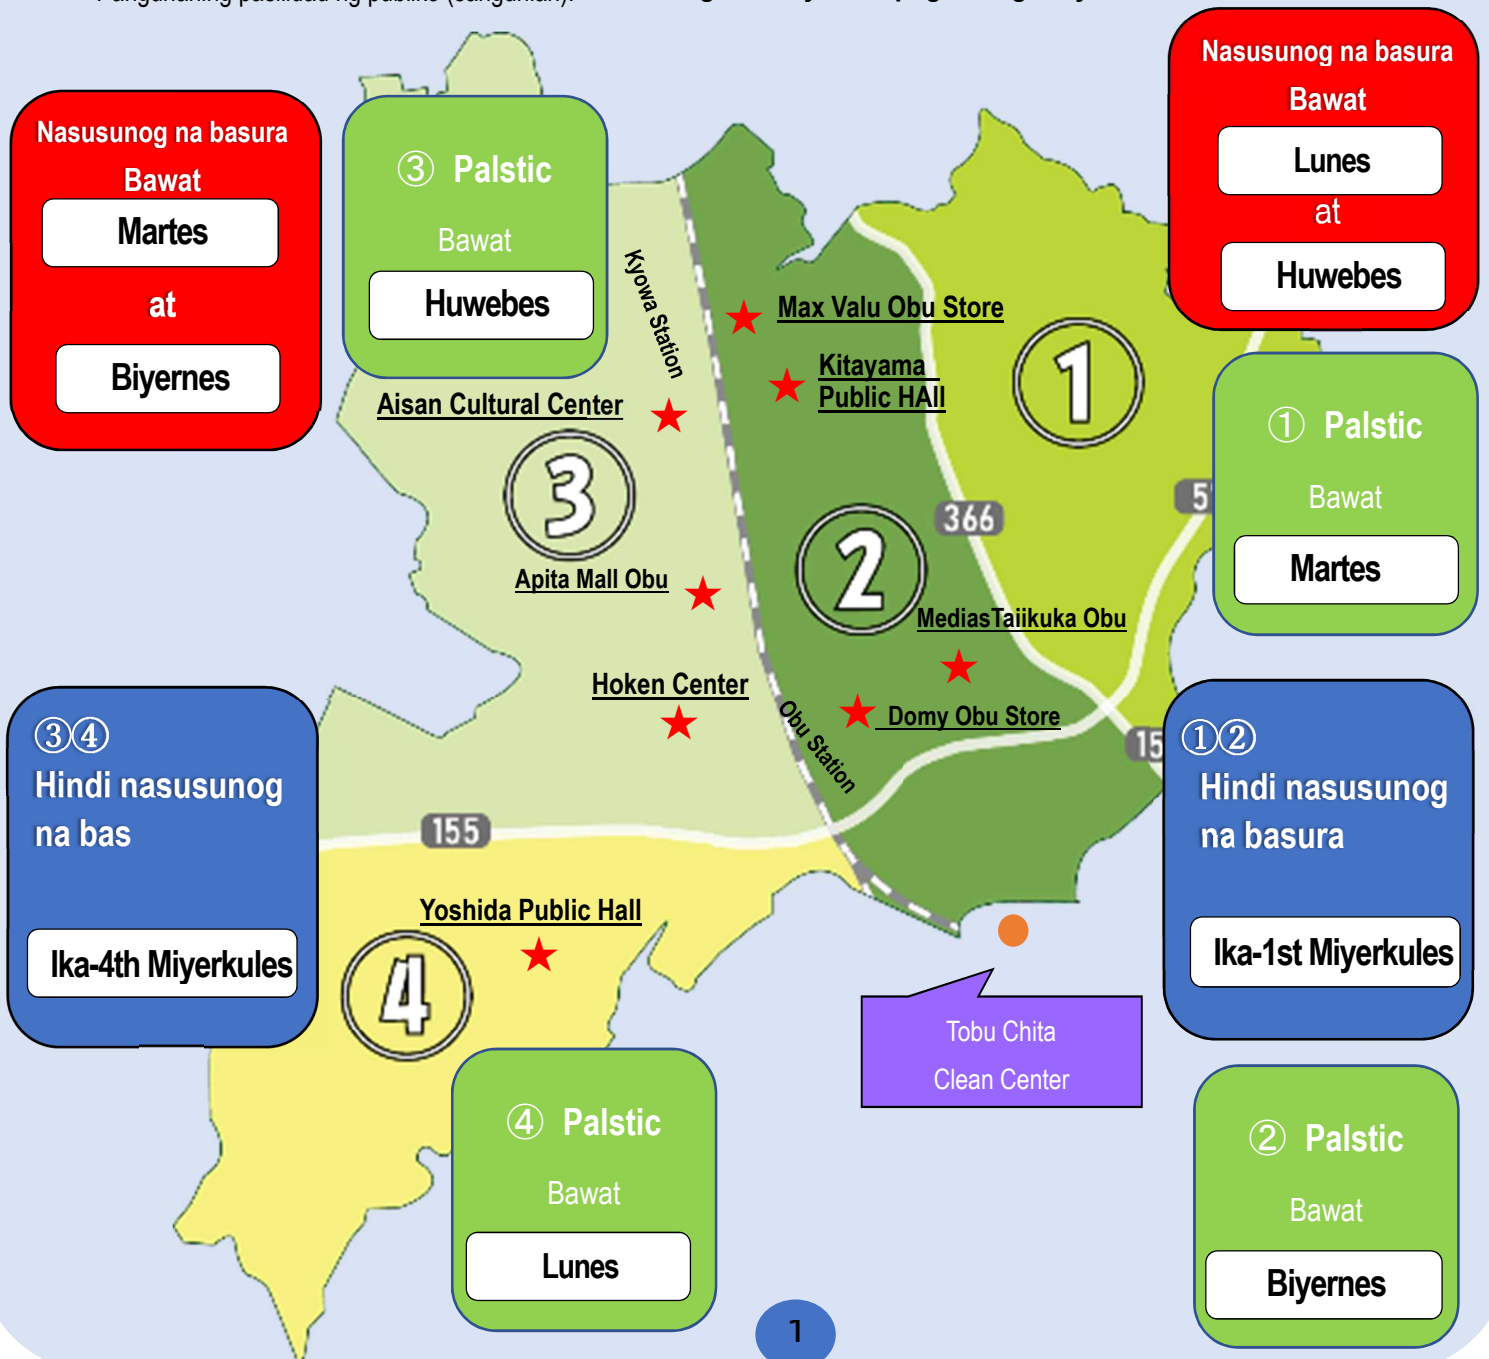 Nasusunog na basura
Bawat
Martes
at
Biyernes
③ Palstic
Bawat
Huwebes
Nasusunog na basura
Bawat
Lunes
at
Huwebes
Kyowa Station
Max Valu Obu Store
Kitayama
Public HAll
Aisan Cultural Center
1
① Palstic
Bawat
Martes
3
366
2
Apita Mall Obu
MediasTaiikuka Obu
Hoken Center
Domy Obu Store
Obu Station
③④
Hindi nasusunog
na bas
Ika-4th Miyerkules
①②
Hindi nasusunog
na basura
Ika-1st Miyerkules
155
Yoshida Public Hall
4
Tobu Chita
Clean Center
④ Palstic
Bawat
Lunes
② Palstic
Bawat
Biyernes
1